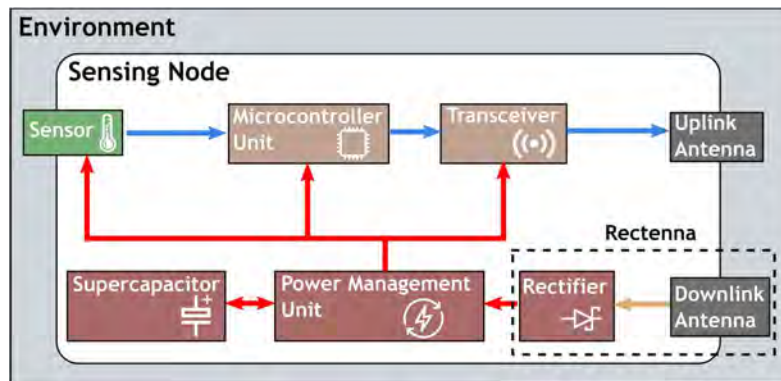 Environment
Sensing Node
Sensor
Microcontroller
Unit
Transceiver
Uplink
Antenna
Rectenna
Supercapacitor
Power Management
Unit
Rectifier
Downlink
Antenna